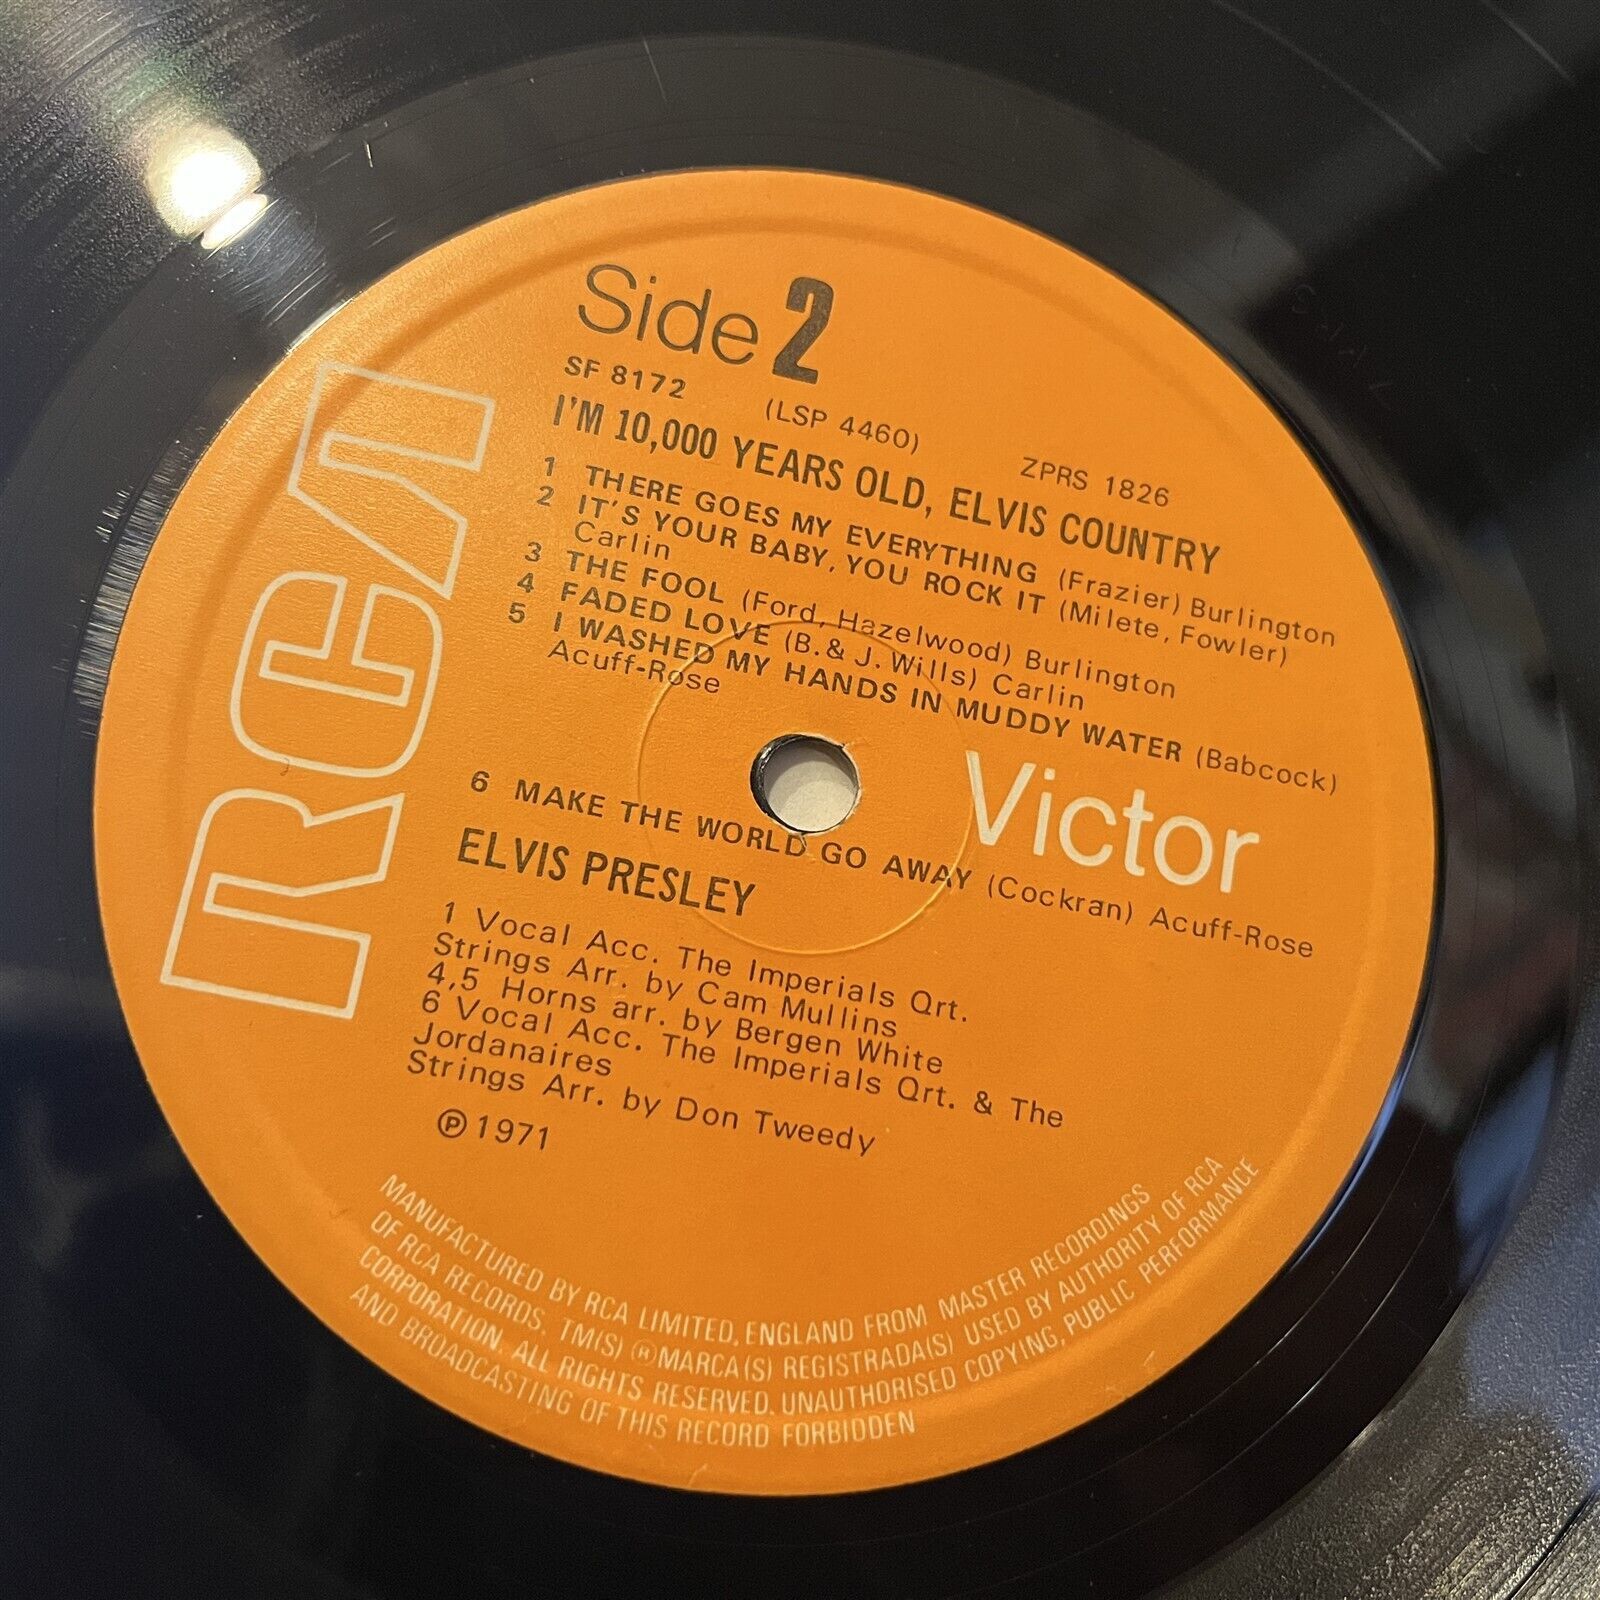 Side 2
SF 8172
(LSP 4460)
ZPRS 1826
I'M 10,000 YEARS OLD, ELVIS COUNTRY
1 THERE GOES MY EVERYTHING (Frazier) Burlington
2 IT'S YOUR BABY, YOU ROCK IT (Milete, Fowler)
Carlin
3 THE FOOL (Ford, Hazelwood) Burlington
4 FADED LOVE (B. & J. Wills) Carlin
5 I WASHED MY HANDS IN MUDDY WATER (Babcock)
Acuff-Rose
RCA
Victor
6 MAKE THE WORLD GO AWAY (Cockran) Acuff-Rose
ELVIS PRESLEY
1 Vocal Acc. The Imperials Qrt.
Strings Arr. by Cam Mullins
4,5 Horns arr. by Bergen White
6 Vocal Acc. The Imperials Qrt. & The
Jordanaires
Strings Arr. by Don Tweedy
Ⓟ 1971
MANUFACTURED BY RCA LIMITED, ENGLAND FROM MASTER RECORDINGS
OF RCA RECORDS. TM(S) ® MARCA(S) REGISTRADA(S) USED BY AUTHORITY OF RCA
CORPORATION. ALL RIGHTS RESERVED. UNAUTHORISED COPYING, PUBLIC PERFORMANCE
AND BROADCASTING OF THIS RECORD FORBIDDEN